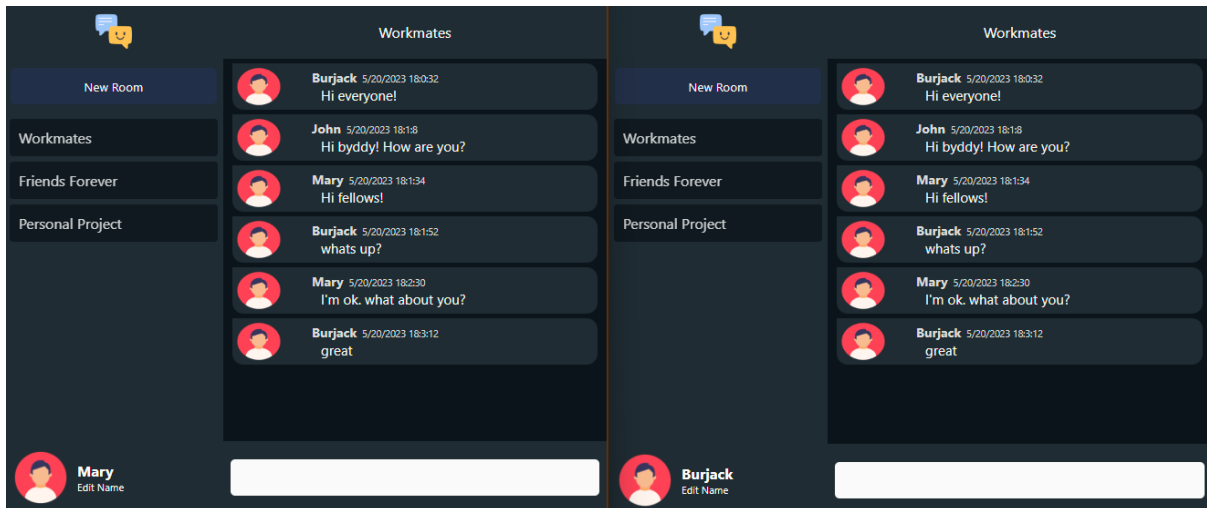 Workmates
New Room
Workmates
Friends Forever
Personal Project
Burjack 5/20/2023 18:0:32
Hi everyone!
John 5/20/2023 18:1:8
Hi byddy! How are you?
Mary 5/20/2023 18:1:34
Hi fellows!
Burjack 5/20/2023 18:1:52
whats up?
Mary 5/20/2023 18:2:30
I'm ok. what about you?
Burjack 5/20/2023 18:3:12
great
Mary
Edit Name
Workmates
New Room
Workmates
Friends Forever
Personal Project
Burjack 5/20/2023 18:0:32
Hi everyone!
John 5/20/2023 18:1:8
Hi byddy! How are you?
Mary 5/20/2023 18:1:34
Hi fellows!
Burjack 5/20/2023 18:1:52
whats up?
Mary 5/20/2023 18:2:30
I'm ok. what about you?
Burjack 5/20/2023 18:3:12
great
Burjack
Edit Name